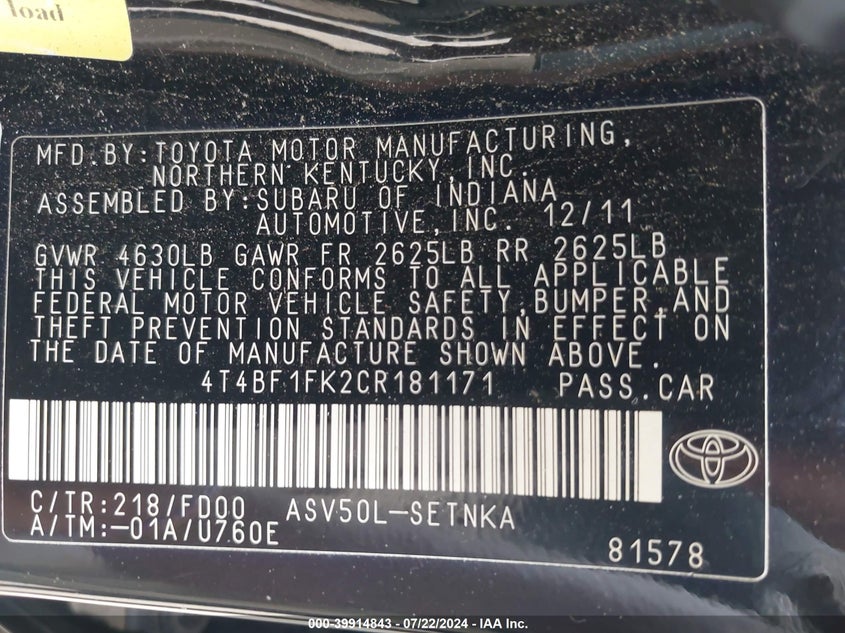 load
MFD.BY:TOYOTA MOTOR MANUFACTURING,
NORTHERN KENTUCKY,INC.
ASSEMBLED BY:SUBARU OF INDIANA
AUTOMOTIVE,INC. 12/11
GVWR 4630LB GAWR FR 2625LB RR 2625LB
THIS VEHICLE CONFORMS TO ALL APPLICABLE
FEDERAL MOTOR VEHICLE SAFETY,BUMPER,AND
THEFT PREVENTION STANDARDS IN EFFECT ON
THE DATE OF MANUFACTURE SHOWN ABOVE.
4T4BF1FK2CR181171 PASS.CAR
C/TR:218/FD00 ASV50L-SETNKA
A/TM:-01A/U760E
81578
000-39914843 - 07/22/2024 - IAA Inc.